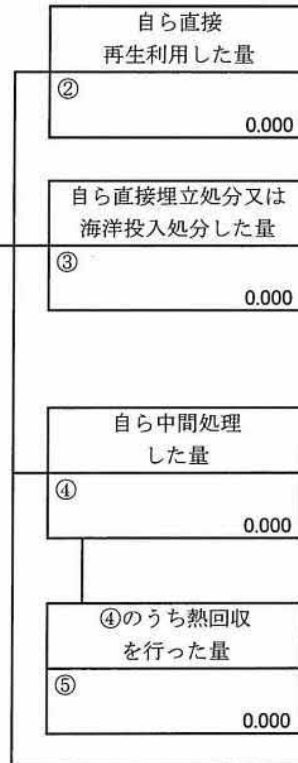 自ら直接
再生利用した量
②
0.000
自ら直接埋立処分又は
海洋投入処分した量
③
0.000
自ら中間処理
した量
④
0.000
④のうち熱回収
を行った量
⑤
0.000